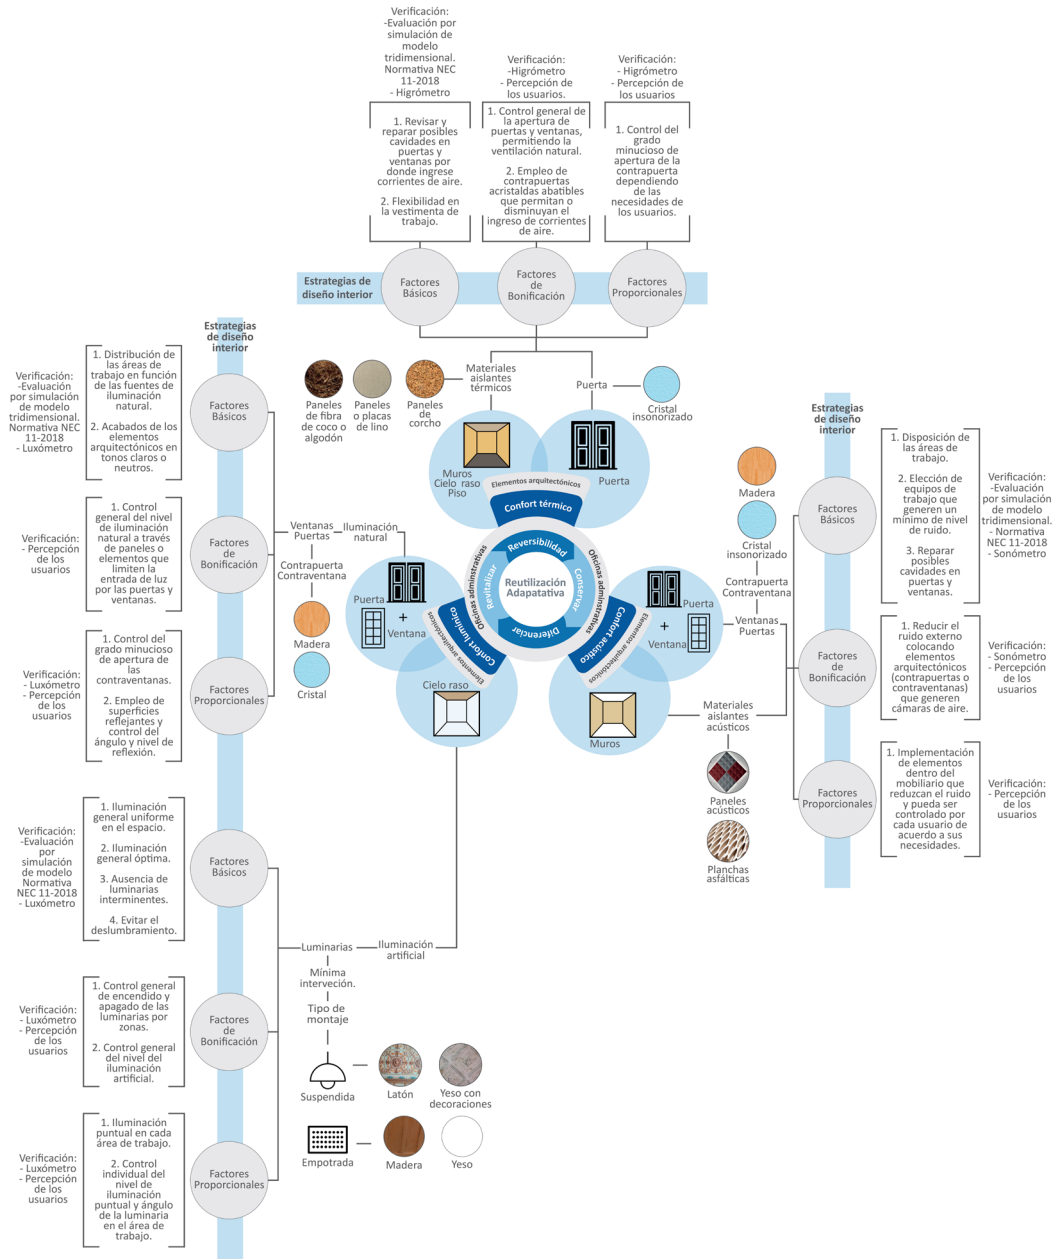 Verificación:
-Evaluación por
simulación de
modelo
tridimensional.
Normativa NEC
11-2018
- Higrómetro
Verificación:
-Higrómetro
- Percepción de
los usuarios.
Verificación:
- Higrómetro
- Percepción de
los usuarios
1. Revisar y
reparar posibles
cavidades en
puertas y
ventanas por
donde ingrese
corrientes de aire.
2. Flexibilidad en
la vestimenta de
trabajo.
1. Control general de
la apertura de
puertas y ventanas,
permitiendo la
ventilación natural.
2. Empleo de
contrapuertas
acristaldas abatibles
que permitan o
disminuyan el
ingreso de corrientes
de aire.
1. Control del
grado
minucioso de
apertura de la
contrapuerta
dependiendo
de las
necesidades de
los usuarios.
Estrategias de
diseño interior
Factores
Básicos
Factores
de
Bonificación
Factores
Proporcionales
Materiales
aislantes
térmicos
Puerta
Paneles
de fibra
de coco o
algodón
Paneles
o placas
de lino
Paneles
de
corcho
Cristal
insonorizado
Muros
Cielo raso
Piso
Puerta
Elementos arquitectónicos
Confort térmico
Estrategias
de diseño
interior
Verificación:
-Evaluación
por simulación
de modelo
tridimensional.
Normativa NEC
11-2018
- Luxómetro
1. Distribución de
las áreas de
trabajo en función
de las fuentes de
iluminación
natural.
2. Acabados de los
elementos
arquitectónicos en
tonos claros o
neutros.
Factores
Básicos
Verificación:
- Percepción
de los
usuarios
1. Control
general del nivel
de iluminación
natural a través
de paneles o
elementos que
limiten la
entrada de luz
por las puertas y
ventanas.
Factores
de
Bonificación
Verificación:
- Luxómetro
- Percepción
de los
usuarios
1. Control del
grado minucioso
de apertura de
las
contraventanas.
2. Empleo de
superficies
reflejantes y
control del
ángulo y nivel de
reflexión.
Factores
Proporcionales
Ventanas
Puertas
Iluminación
natural
Contrapuerta
Contraventana
Madera
Cristal
Puerta
+
Ventana
Cielo raso
Elementos arquitectónicos
Confort lumínico
Oficinas adminstrativas
Reversibilidad
Conservar
Diferenciar
Revitalizar
Reutilización
Adapatativa
Oficinas administrativas
Confort acústico
Elementos arquitectónicos
Puerta
+
Ventana
Muros
Estrategias
de diseño
interior
Madera
Cristal
insonorizado
Contrapuerta
Contraventana
Ventanas
Puertas
Materiales
aislantes
acústicos
Paneles
acústicos
Planchas
asfálticas
Factores
Básicos
1. Disposición de
las áreas de
trabajo.
2. Elección de
equipos de
trabajo que
generen un
mínimo de nivel
de ruido.
3. Reparar
posibles
cavidades en
puertas y
ventanas.
Verificación:
-Evaluación
por simulación
de modelo
tridimensional.
- Normativa
NEC 11-2018
- Sonómetro
Factores
de
Bonificación
1. Reducir el
ruido externo
colocando
elementos
arquitectónicos
(contrapuertas o
contraventanas)
que generen
cámaras de aire.
Verificación:
- Sonómetro
- Percepción
de los
usuarios
Factores
Proporcionales
1. Implementación
de elementos
dentro del
mobiliario que
reduzcan el ruido
y pueda ser
controlado por
cada usuario de
acuerdo a sus
necesidades.
Verificación:
- Percepción
de los
usuarios
Verificación:
-Evaluación
por
simulación
de modelo
Normativa
NEC 11-2018
- Luxómetro
1. Iluminación
general uniforme
en el espacio.
2. Iluminación
general óptima.
3. Ausencia de
luminarias
interminentes.
4. Evitar el
deslumbramiento.
Factores
Básicos
Luminarias
Iluminación
artificial
Mínima
interveción.
Tipo de
montaje
Verificación:
- Luxómetro
- Percepción
de los
usuarios
1. Control general
de encendido y
apagado de las
luminarias por
zonas.
2. Control general
del nivel del
iluminación
artificial.
Factores
de
Bonificación
Suspendida
Latón
Yeso con
decoraciones
Empotrada
Madera
Yeso
Verificación:
- Luxómetro
- Percepción
de los
usuarios
1. Iluminación
puntual en cada
área de trabajo.
2. Control
individual del
nivel de
iluminación
puntual y ángulo
de la luminaria
en el área de
trabajo.
Factores
Proporcionales